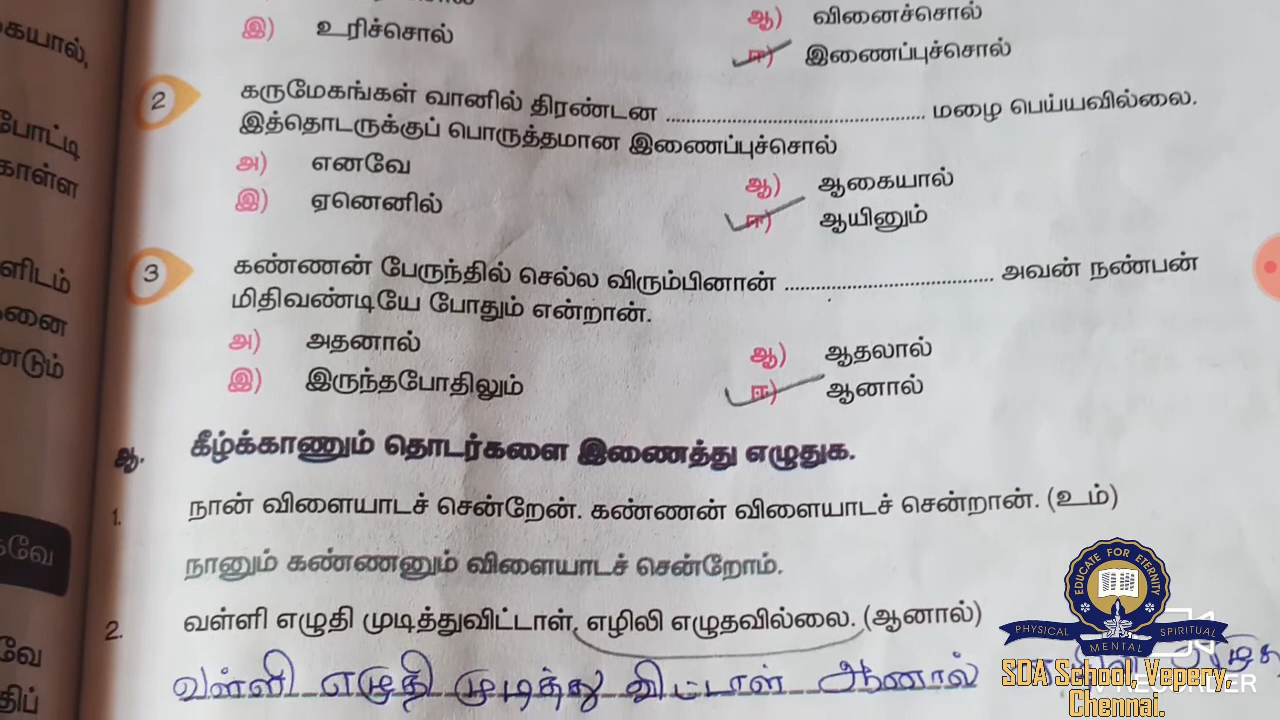 கையால்,
இ) உரிச்சொல்
ஆ) வினைச்சொல்
ஈ) இணைப்புச்சொல்
போட்டி
காள்ள
2 கருமேகங்கள் வானில் திரண்டன ............................................... மழை பெய்யவில்லை.
இத்தொடருக்குப் பொருத்தமான இணைப்புச்சொல்
அ) எனவே
ஆ) ஆகையால்
இ) ஏனெனில்
ஈ) ஆயினும்
ளிடம்
னை
ண்டும்
3 கண்ணன் பேருந்தில் செல்ல விரும்பினான் ...................................... அவன் நண்பன்
மிதிவண்டியே போதும் என்றான்.
அ) அதனால்
ஆ) ஆதலால்
இ) இருந்தபோதிலும்
ஈ) ஆனால்
ஆ. கீழ்க்காணும் தொடர்களை இணைத்து எழுதுக.
1. நான் விளையாடச் சென்றேன். கண்ணன் விளையாடச் சென்றான். (உம்)
நானும் கண்ணனும் விளையாடச் சென்றோம்.
2. வள்ளி எழுதி முடித்துவிட்டாள். எழிலி எழுதவில்லை. (ஆனால்)
வள்ளி எழுதி முடித்து விட்டாள் ஆனால்
EDUCATE FOR ETERNITY
PHYSICAL MENTAL SPIRITUAL
SDA School, Vepery,
Chennai.